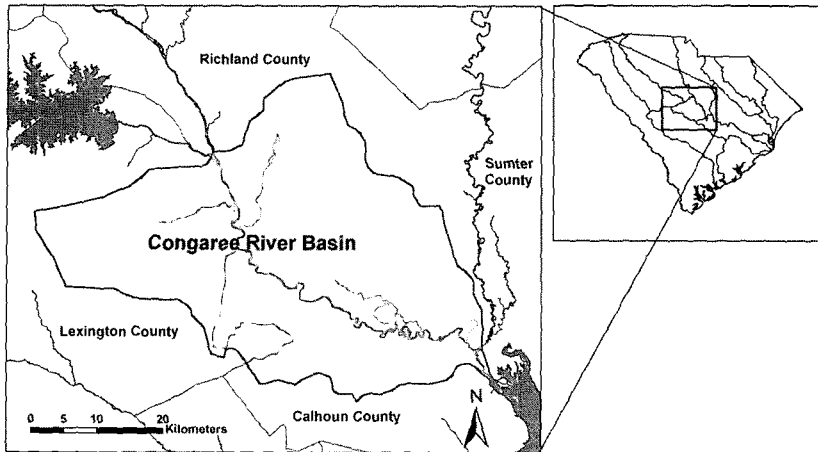 Richland County
Sumter
County
Congaree River Basin
Lexington County
Calhoun County
N
0 5 10 20
Kilometers